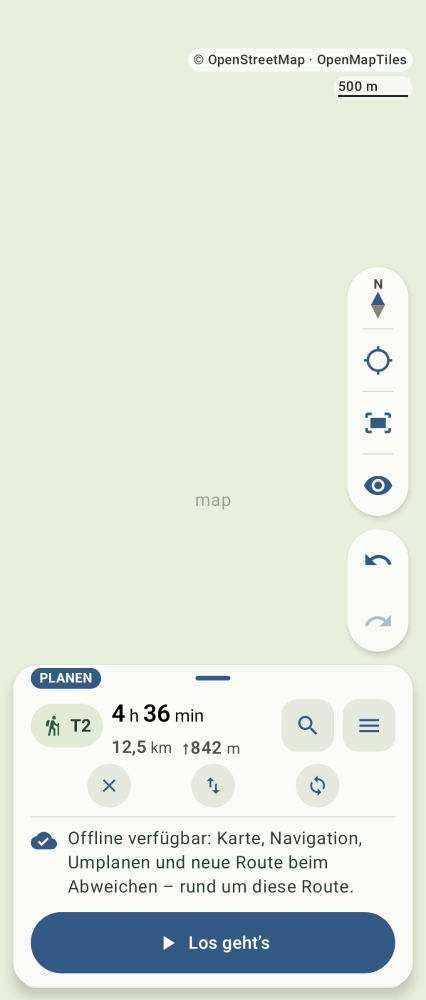 © OpenStreetMap · OpenMapTiles
500 m
N
map
PLANEN
T2
4 h 36 min
12,5 km ↑842 m
Offline verfügbar: Karte, Navigation,
Umplanen und neue Route beim
Abweichen – rund um diese Route.
Los geht’s